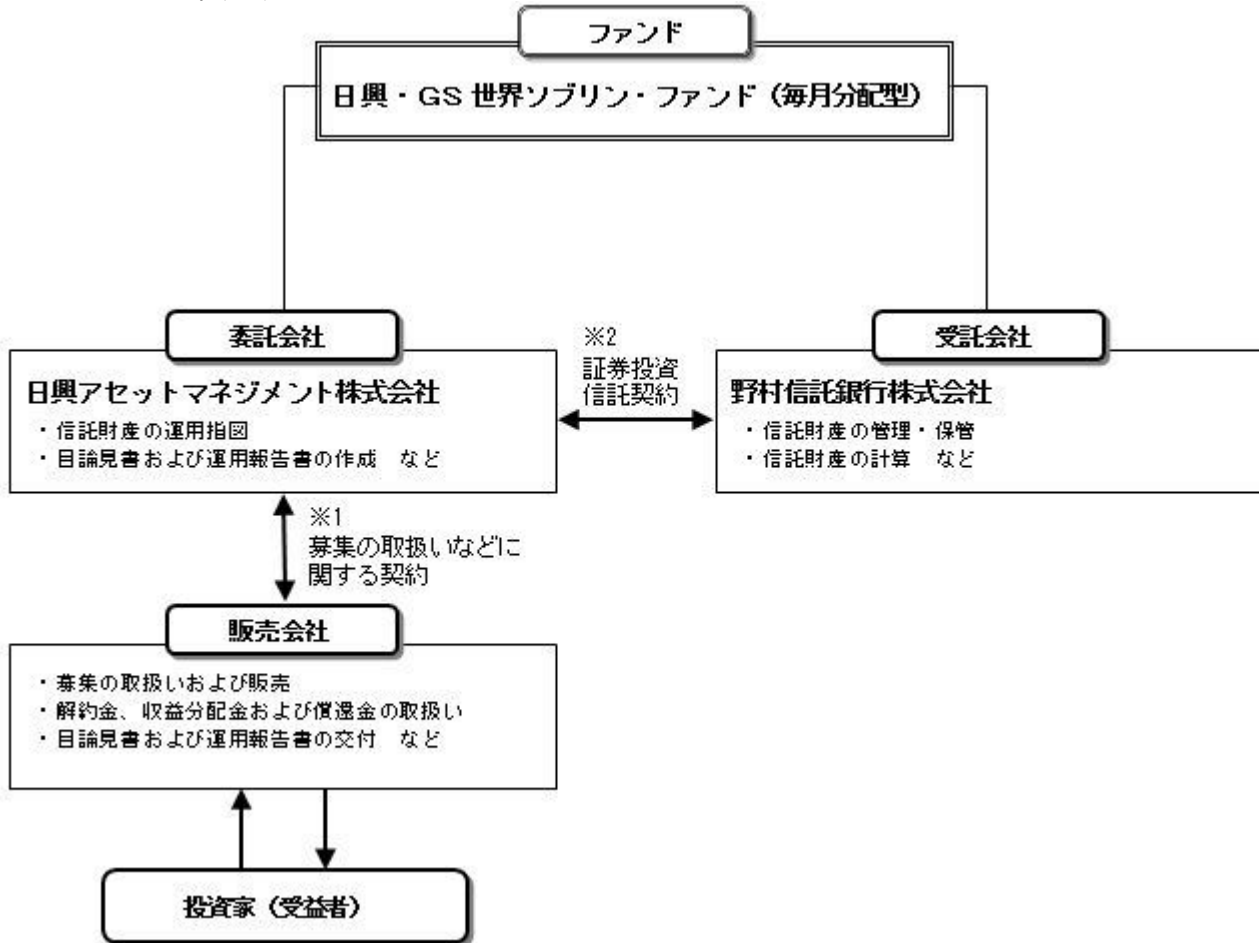 ファンド
日興・GS 世界ソブリン・ファンド（毎月分配型）
委託会社
日興アセットマネジメント株式会社
・信託財産の運用指図
・目論見書および運用報告書の作成　など
※2
証券投資
信託契約
受託会社
野村信託銀行株式会社
・信託財産の管理・保管
・信託財産の計算　など
※1
募集の取扱いなどに
関する契約
販売会社
・募集の取扱いおよび販売
・解約金、収益分配金および償還金の取扱い
・目論見書および運用報告書の交付　など
投資家（受益者）